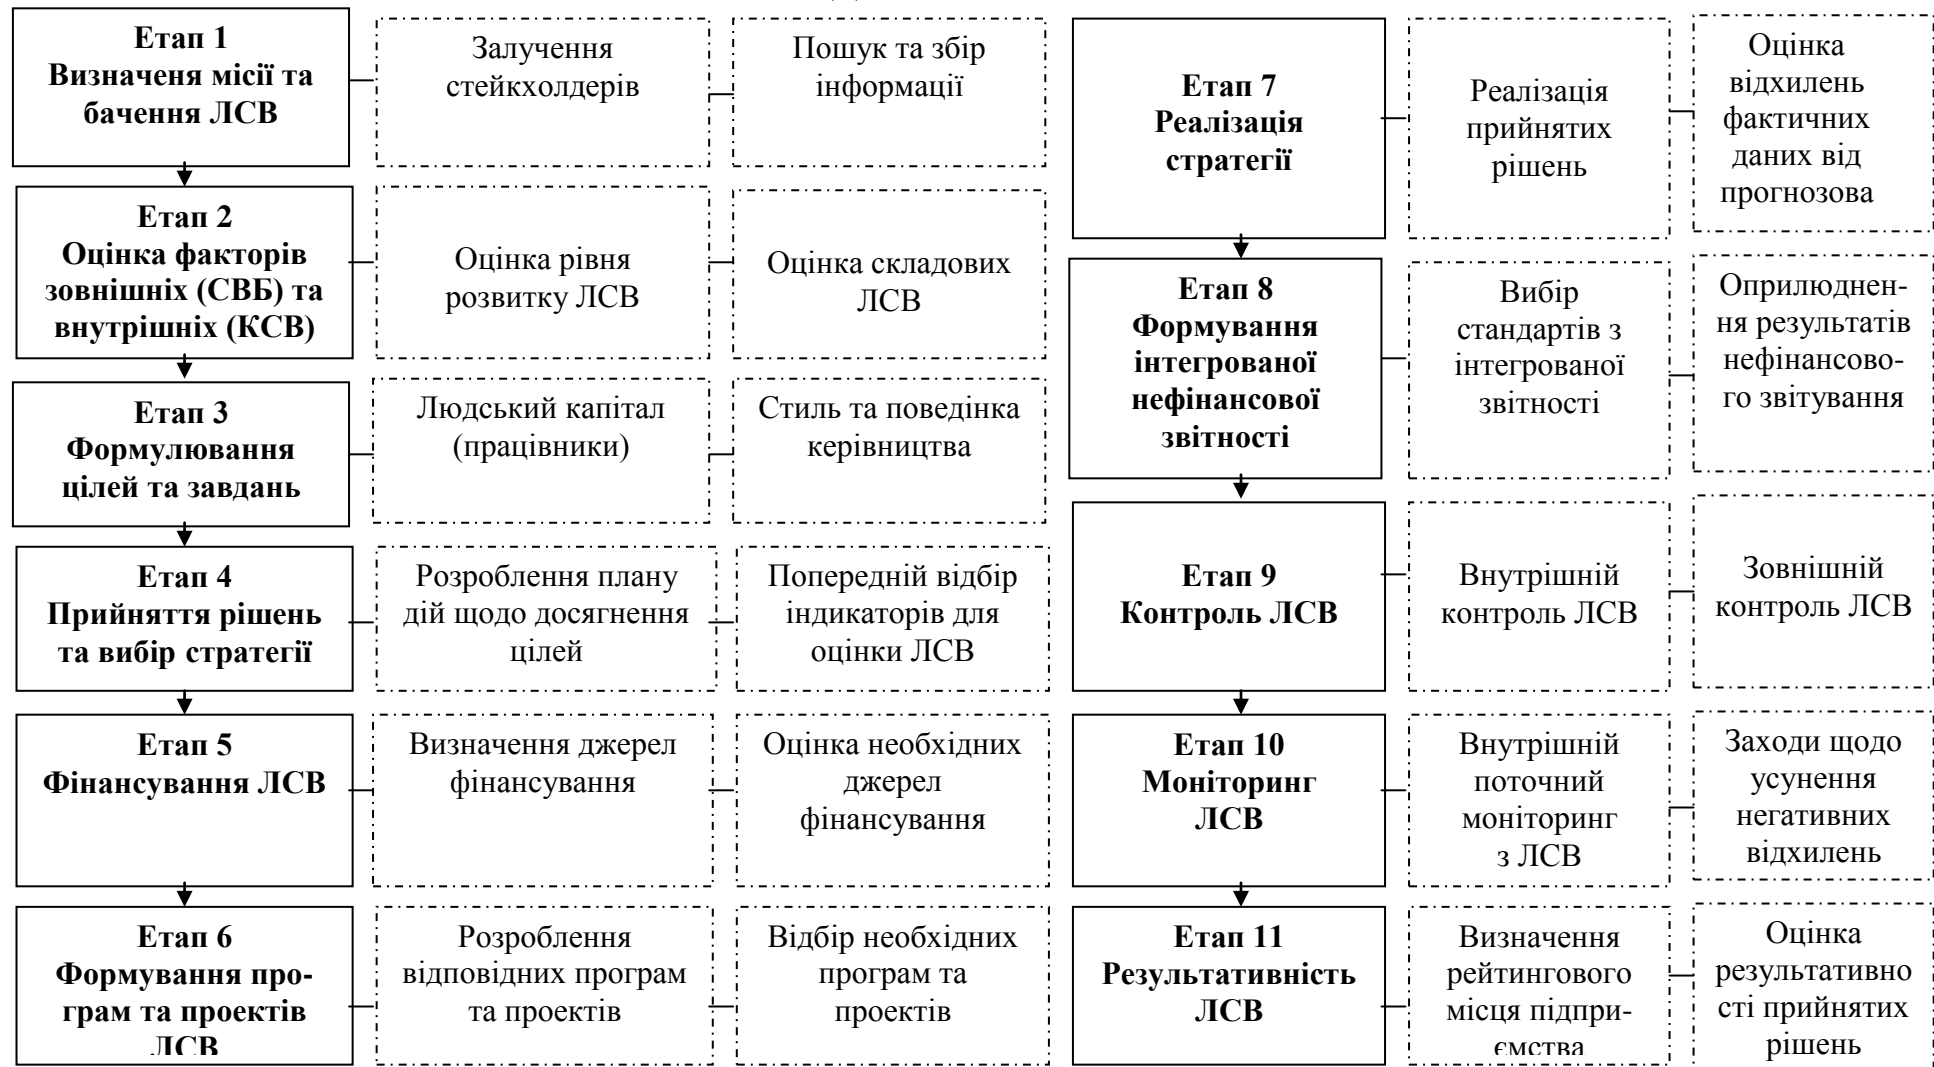 Етап 1
Визначеня місії та
бачення ЛСВ
Залучення
стейкхолдерів
Пошук та збір
інформації
Етап 2
Оцінка факторів
зовнішніх (СВБ) та
внутрішніх (КСВ)
Оцінка рівня
розвитку ЛСВ
Оцінка складових
ЛСВ
Етап 3
Формулювання
цілей та завдань
Людський капітал
(працівники)
Стиль та поведінка
керівництва
Етап 4
Прийняття рішень
та вибір стратегії
Розроблення плану
дій щодо досягнення
цілей
Попередній відбір
індикаторів для
оцінки ЛСВ
Етап 5
Фінансування ЛСВ
Визначення джерел
фінансування
Оцінка необхідних
джерел
фінансування
Етап 6
Формування про-
грам та проектів
ЛСВ
Розроблення
відповідних програм
та проектів
Відбір необхідних
програм та
проектів
Етап 7
Реалізація
стратегії
Реалізація
прийнятих
рішень
Оцінка
відхилень
фактичних
даних від
прогнозова
Етап 8
Формування
інтегрованої
нефінансової
звітності
Вибір
стандартів з
інтегрованої
звітності
Оприлюднен-
ня результатів
нефінансово-
го звітування
Етап 9
Контроль ЛСВ
Внутрішній
контроль ЛСВ
Зовнішній
контроль ЛСВ
Етап 10
Моніторинг
ЛСВ
Внутрішній
поточний
моніторинг
з ЛСВ
Заходи щодо
усунення
негативних
відхилень
Етап 11
Результативність
ЛСВ
Визначення
рейтингового
місця підпри-
ємства
Оцінка
результативно
сті прийнятих
рішень